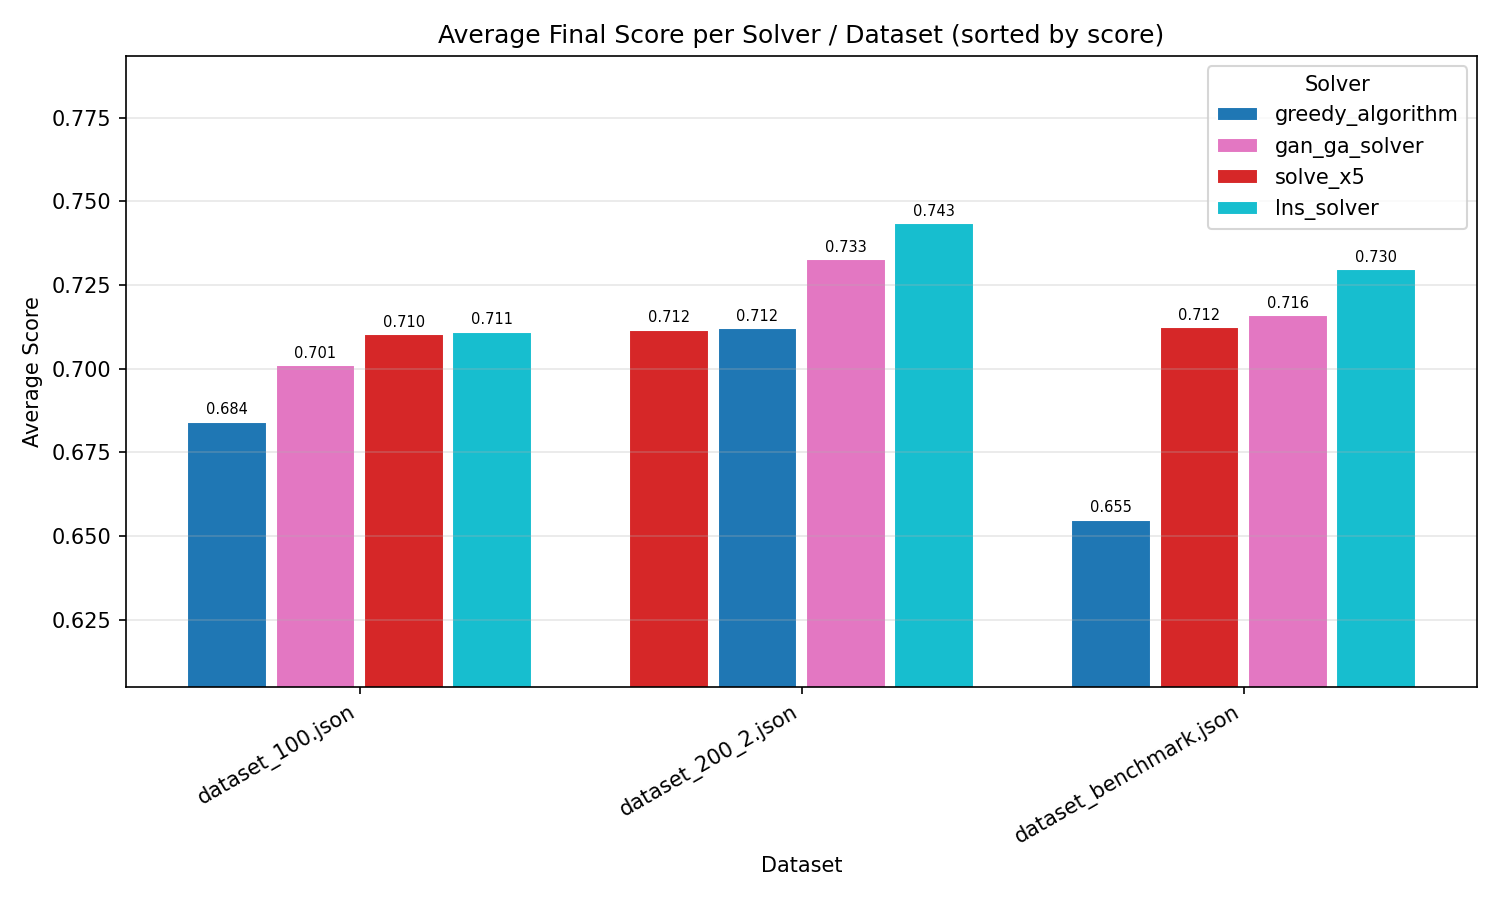 Average Final Score per Solver / Dataset (sorted by score)
Solver
greedy_algorithm
gan_ga_solver
solve_x5
lns_solver
Average Score
0.775
0.750
0.725
0.700
0.675
0.650
0.625
0.684
0.701
0.710
0.711
0.712
0.712
0.733
0.743
0.655
0.712
0.716
0.730
dataset_100.json
dataset_200_2.json
dataset_benchmark.json
Dataset